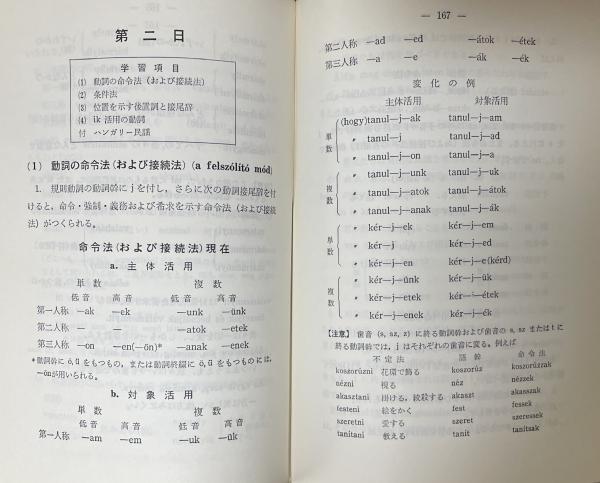 第二日
学習項目
(1) 動詞の命令法(および接続法)
(2) 条件法
(3) 位置を示す後置詞と接尾辞
(4) ik 活用の動詞
付 ハンガリー民謡
(1) 動詞の命令法(および接続法)(a felszólító mód)
1. 規則動詞の動詞幹に j を付し,さらに次の動詞接尾辞を付
けると,命令・強制・義務および希求を示す命令法(および接続
法)がつくられる。
命令法(および接続法)現在
a. 主体活用
単数 複数
低音 高音 低音 高音
第一人称 —ak —ek —unk —ünk
第二人称 — — —atok —etek
第三人称 —on —en(—ön)* —anak —enek
*動詞幹に ö, ü をもつもの,または動詞終綴に ö, ü をもつものには,
—ön が用いられる。
b. 対象活用
単数 複数
低音 高音 低音 高音
第一人称 —am —em —uk —ük
— 167 —
第二人称 —ad —ed —átok —étek
第三人称 —a —e —ák —ék
変化の例
主体活用 対象活用
単数 (hogy)tanul—j—ak tanul—j—am
〃 tanul—j tanul—j—ad
〃 tanul—j—on tanul—j—a
複数 〃 tanul—j—unk tanul—j—uk
〃 tanul—j—atok tanul—j—átok
〃 tanul—j—anak tanul—j—ák
単数 〃 kér—j—ek kér—j—em
〃 kér—j kér—j—ed
〃 kér—j—en kér—j—e(kérd)
複数 〃 kér—j—ünk kér—j—ük
〃 kér—j—etek kér—j—étek
〃 kér—j—enek kér—j—ék
【注意】 歯音 (s, sz, z) に終る動詞幹および歯音の s, sz または t に
終る動詞幹では, j はそれぞれの歯音に変る。例えば
不定法 語幹 命令法
koszorúzni 花環で飾る koszorúz koszorúzzak
nézni 視る néz nézzek
akasztani 掛ける, 絞殺する akaszt akasszak
festeni 絵をかく fest fessek
szeretni 愛する szeret szeressek
tanítani 教える tanít tanítsak